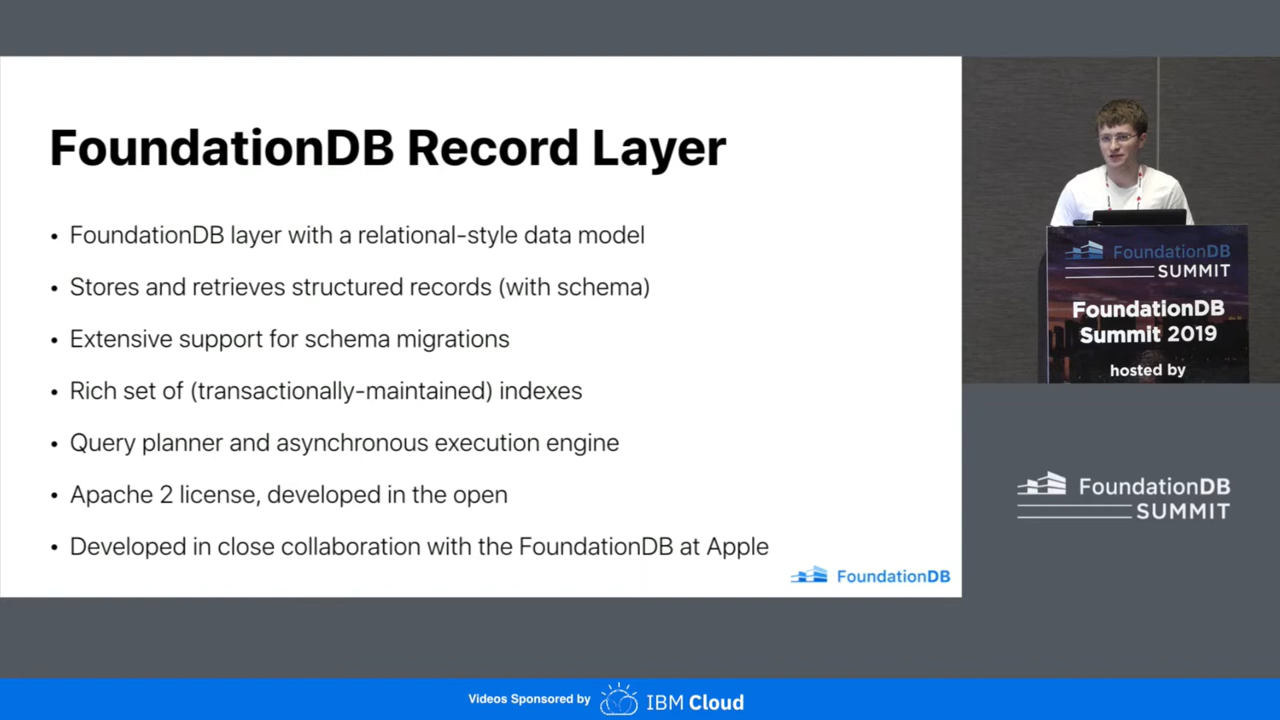 FoundationDB Record Layer
• FoundationDB layer with a relational-style data model
• Stores and retrieves structured records (with schema)
• Extensive support for schema migrations
• Rich set of (transactionally-maintained) indexes
• Query planner and asynchronous execution engine
• Apache 2 license, developed in the open
• Developed in close collaboration with the FoundationDB at Apple
FoundationDB
FoundationDB
SUMMIT
FoundationDB
Summit 2019
hosted by
FoundationDB
SUMMIT
Videos Sponsored by IBM Cloud